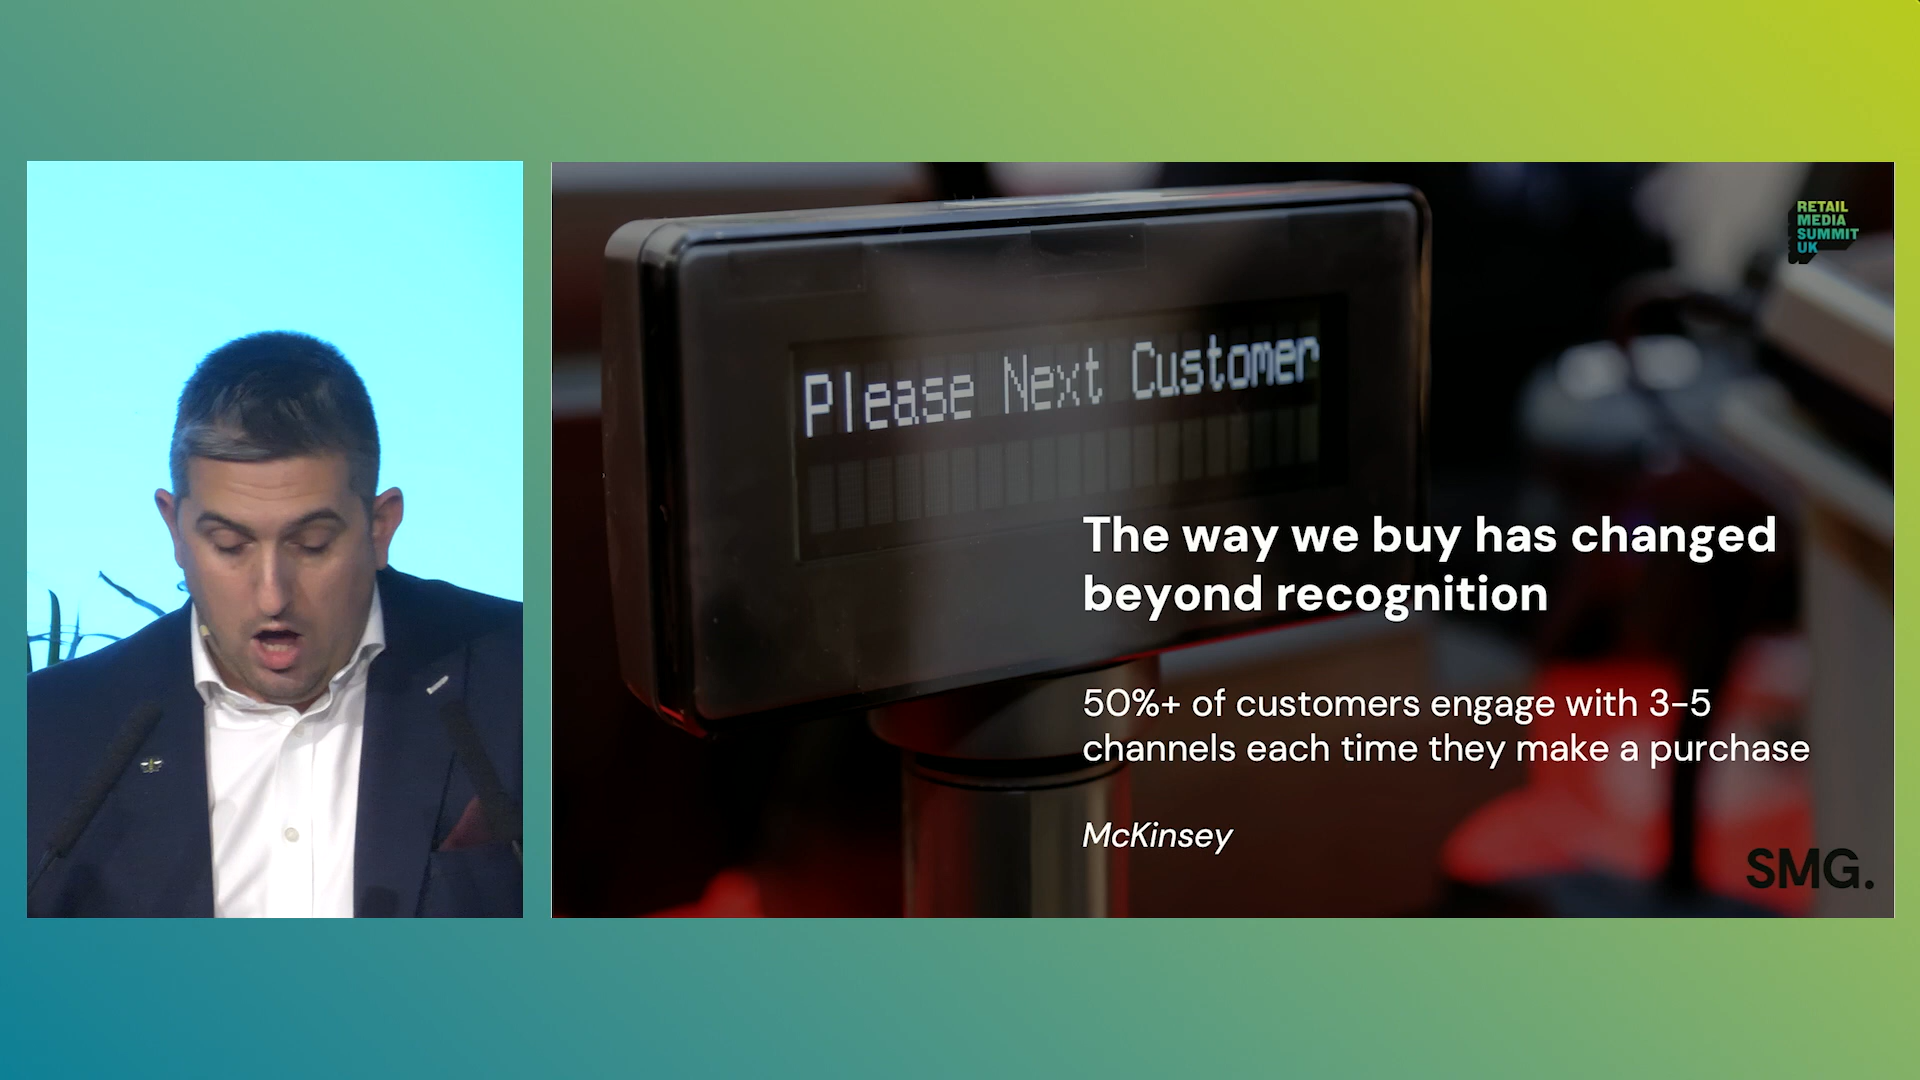 RETAIL
MEDIA
SUMMIT
UK
Please Next Customer
The way we buy has changed
beyond recognition
50%+ of customers engage with 3-5
channels each time they make a purchase
McKinsey
SMG.